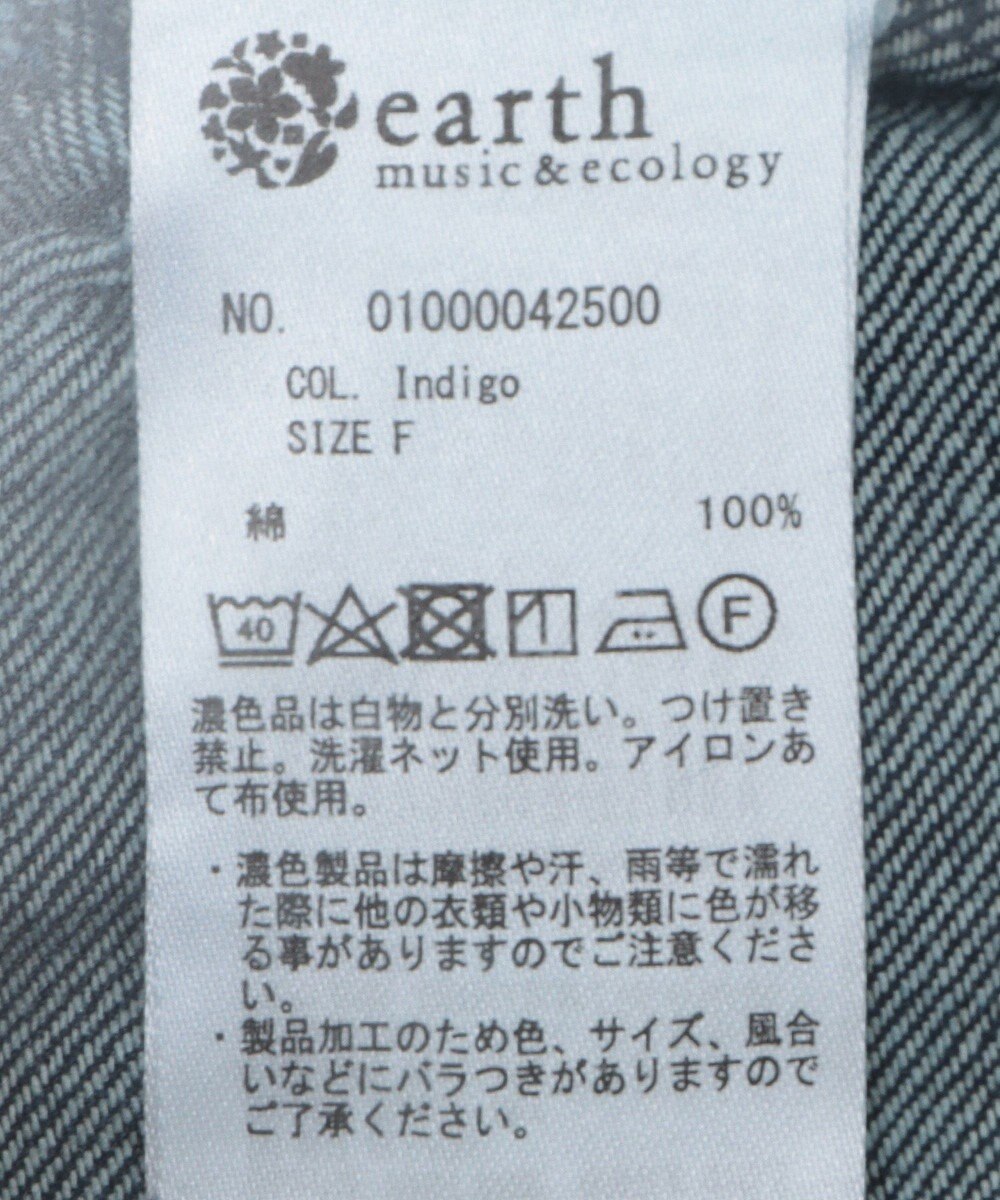 earth
music&ecology
NO. 01000042500
COL. Indigo
SIZE F
綿 100%
40 F
濃色品は白物と分別洗い。つけ置き
禁止。洗濯ネット使用。アイロンあ
て布使用。
・濃色製品は摩擦や汗、雨等で濡れ
た際に他の衣類や小物類に色が移
る事がありますのでご注意くださ
い。
・製品加工のため色、サイズ、風合
いなどにバラつきがありますので
ご了承ください。